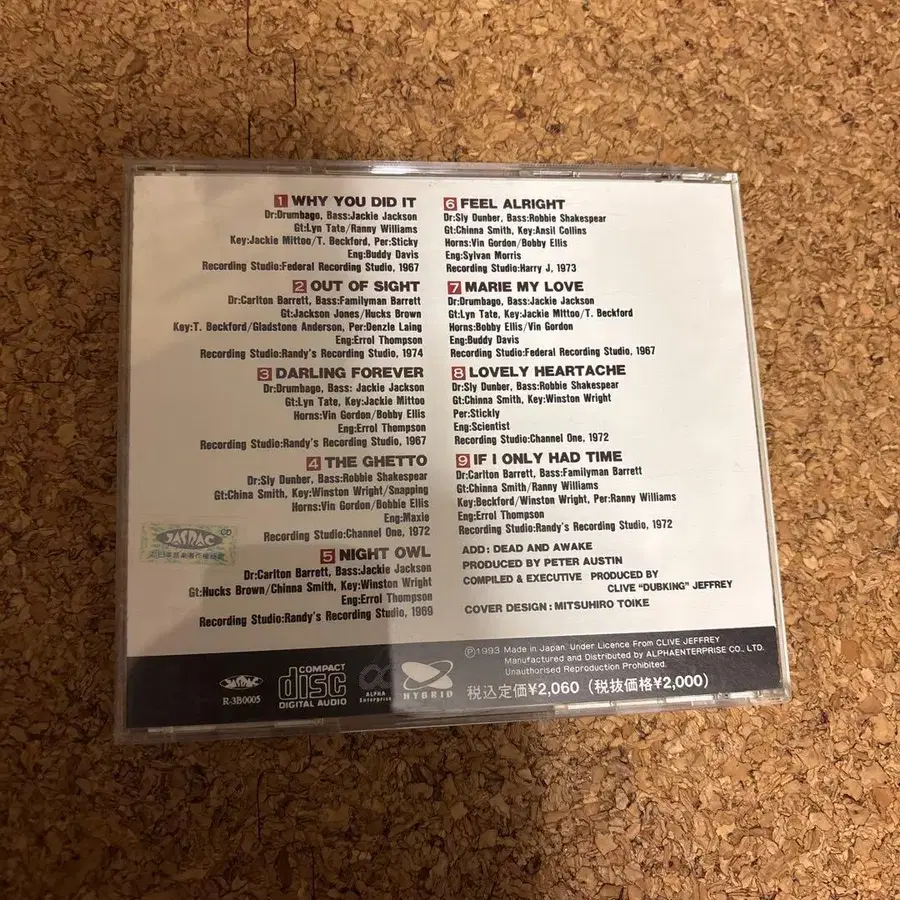 1 WHY YOU DID IT
Dr:Drumbago, Bass:Jackie Jackson
Gt:Lyn Tate/Ranny Williams
Key:Jackie Mittoo/T. Beckford, Per:Sticky
Eng:Buddy Davis
Recording Studio:Federal Recording Studio, 1967
2 OUT OF SIGHT
Dr:Carlton Barrett, Bass:Familyman Barrett
Gt:Jackson Jones/Hucks Brown
Key:T. Beckford/Gladstone Anderson, Per:Denzle Laing
Eng:Errol Thompson
Recording Studio:Randy's Recording Studio, 1974
3 DARLING FOREVER
Dr:Drumbago, Bass: Jackie Jackson
Gt:Lyn Tate, Key:Jackie Mittoo
Horns:Vin Gordon/Bobby Ellis
Eng:Errol Thompson
Recording Studio:Randy's Recording Studio, 1967
4 THE GHETTO
Dr:Sly Dunber, Bass:Robbie Shakespear
Gt:China Smith, Key:Winston Wright/Snapping
Horns:Vin Gordon/Bobbie Ellis
Eng:Maxie
Recording Studio:Channel One, 1972
5 NIGHT OWL
Dr:Carlton Barrett, Bass:Jackie Jackson
Gt:Hucks Brown/Chinna Smith, Key:Winston Wright
Eng:Errol Thompson
Recording Studio:Randy's Recording Studio, 1969
6 FEEL ALRIGHT
Dr:Sly Dunber, Bass:Robbie Shakespear
Gt:Chinna Smith, Key:Ansil Collins
Horns:Vin Gordon/Bobby Ellis
Eng:Sylvan Morris
Recording Studio:Harry J, 1973
7 MARIE MY LOVE
Dr:Drumbago, Bass:Jackie Jackson
Gt:Lyn Tate, Key:Jackie MIttoo/T. Beckford
Horns:Bobby Ellis/Vin Gordon
Eng:Buddy Davis
Recording Studio:Federal Recording Studio, 1967
8 LOVELY HEARTACHE
Dr:Sly Dunber, Bass:Robbie Shakespear
Gt:Chinna Smith, Key:Winston Wright
Per:Stickly
Eng:Scientist
Recording Studio:Channel One, 1972
9 IF I ONLY HAD TIME
Dr:Carlton Barrett, Bass:Familyman Barrett
Gt:Chinna Smith/Ranny Williams
Key:Beckford/Winston Wright, Per:Ranny Williams
Eng:Errol Thompson
Recording Studio:Randy's Recording Studio, 1972
ADD: DEAD AND AWAKE
PRODUCED BY PETER AUSTIN
COMPILED & EXECUTIVE PRODUCED BY
CLIVE "DUBKING" JEFFREY
COVER DESIGN : MITSUHIRO TOIKE
JASRAC CD
JASRAC
R-3B0005
COMPACT
disc
DIGITAL AUDIO
ALPHA
Enterprise
HYBRID
Ⓟ1993 Made in Japan. Under Licence From CLIVE JEFFREY
Manufactured and Distributed by ALPHAENTERPRISE CO., LTD.
Unauthorised Reproduction Prohibited.
税込定価¥2,060 (税抜価格¥2,000)